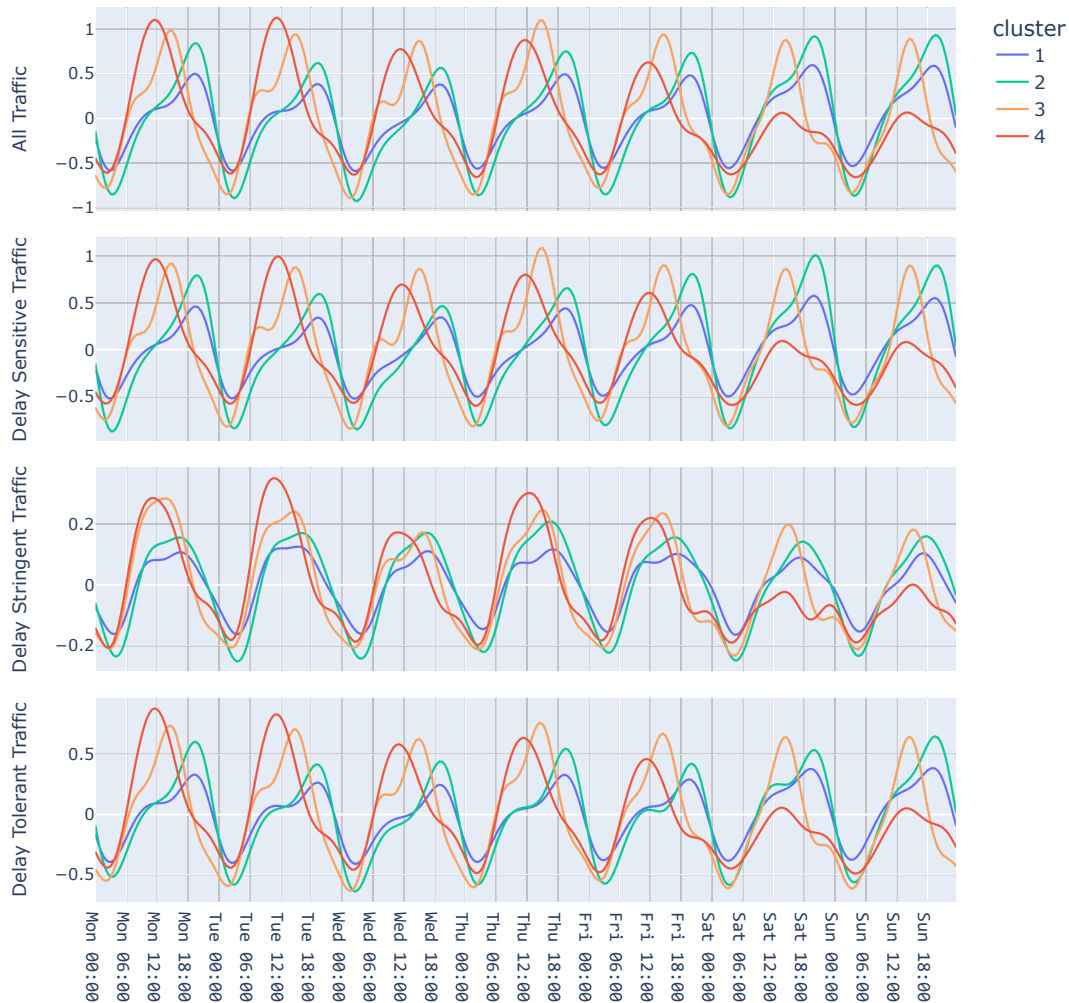 cluster
1
2
3
4
All Traffic
1
0.5
0
−0.5
−1
Delay Sensitive Traffic
1
0.5
0
−0.5
Delay Stringent Traffic
0.2
0
−0.2
Delay Tolerant Traffic
0.5
0
−0.5
Mon 00:00
Mon 06:00
Mon 12:00
Mon 18:00
Tue 00:00
Tue 06:00
Tue 12:00
Tue 18:00
Wed 00:00
Wed 06:00
Wed 12:00
Wed 18:00
Thu 00:00
Thu 06:00
Thu 12:00
Thu 18:00
Fri 00:00
Fri 06:00
Fri 12:00
Fri 18:00
Sat 00:00
Sat 06:00
Sat 12:00
Sat 18:00
Sun 00:00
Sun 06:00
Sun 12:00
Sun 18:00